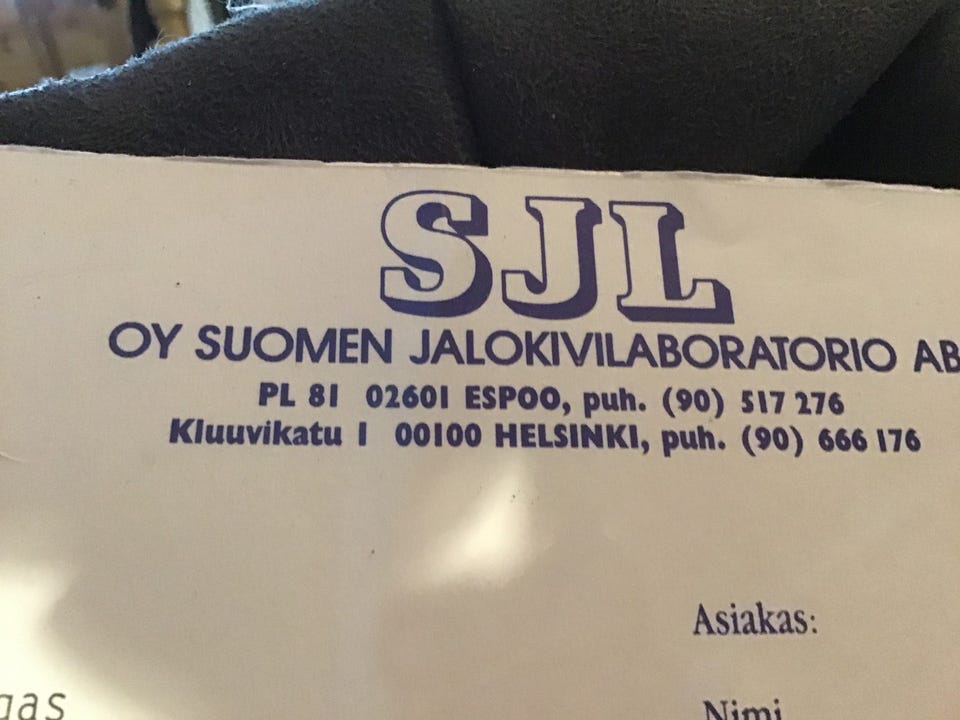 SJL
OY SUOMEN JALOKIVILABORATORIO AB
PL 81 02601 ESPOO, puh. (90) 517 276
Kluuvikatu 1 00100 HELSINKI, puh. (90) 666 176
Asiakas:
Nimi